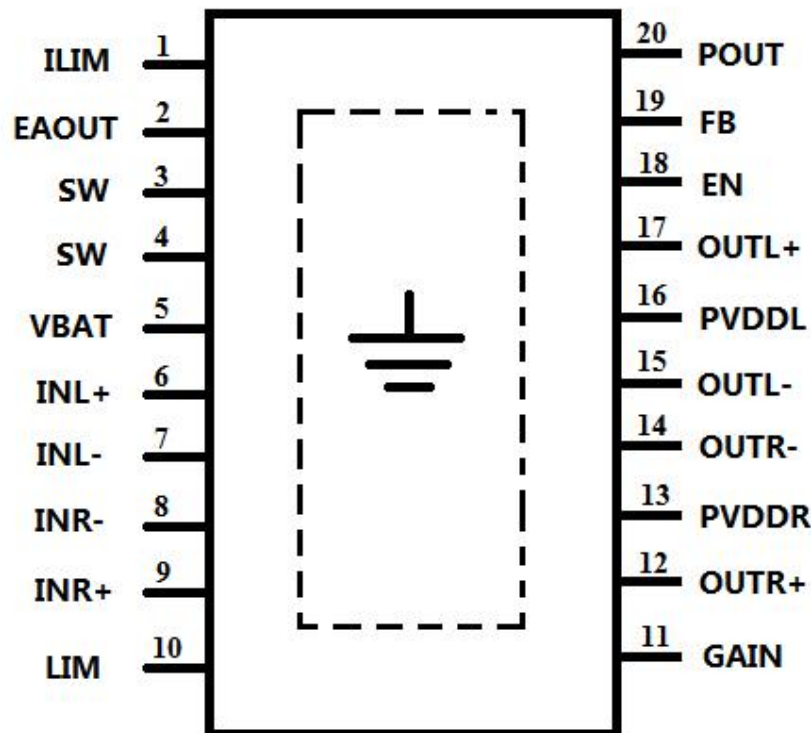 ILIM 1
EAOUT 2
SW 3
SW 4
VBAT 5
INL+ 6
INL- 7
INR- 8
INR+ 9
LIM 10
20 POUT
19 FB
18 EN
17 OUTL+
16 PVDDL
15 OUTL-
14 OUTR-
13 PVDDR
12 OUTR+
11 GAIN